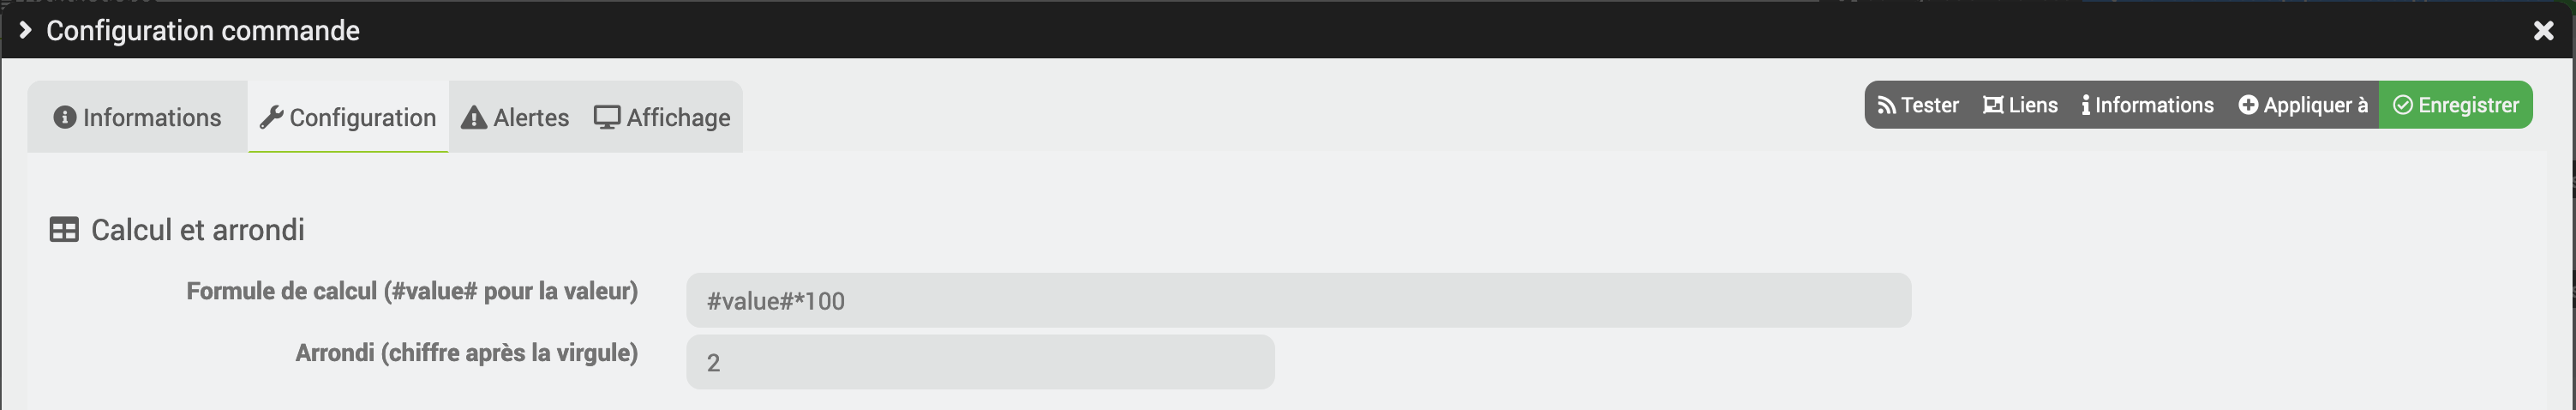 Configuration commande
Informations Configuration Alertes Affichage
Tester Liens Informations Appliquer à Enregistrer
Calcul et arrondi
Formule de calcul (#value# pour la valeur) #value#*100
Arrondi (chiffre après la virgule) 2